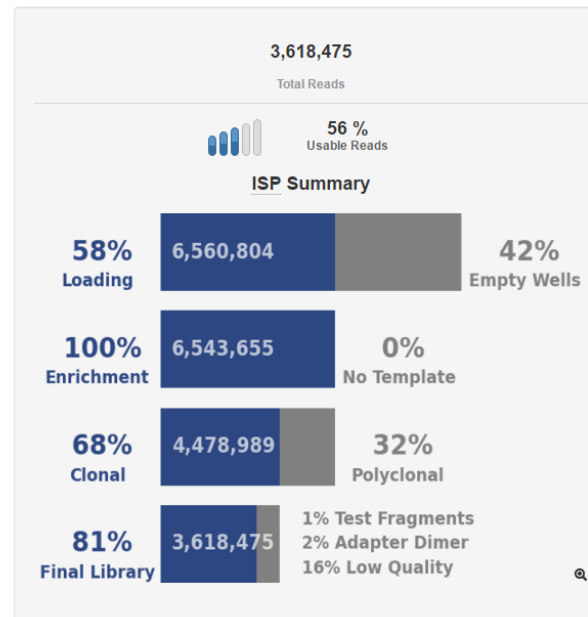 3,618,475
Total Reads
56 %
Usable Reads
ISP Summary
58%
Loading
6,560,804
42%
Empty Wells
100%
Enrichment
6,543,655
0%
No Template
68%
Clonal
4,478,989
32%
Polyclonal
81%
Final Library
3,618,475
1% Test Fragments
2% Adapter Dimer
16% Low Quality